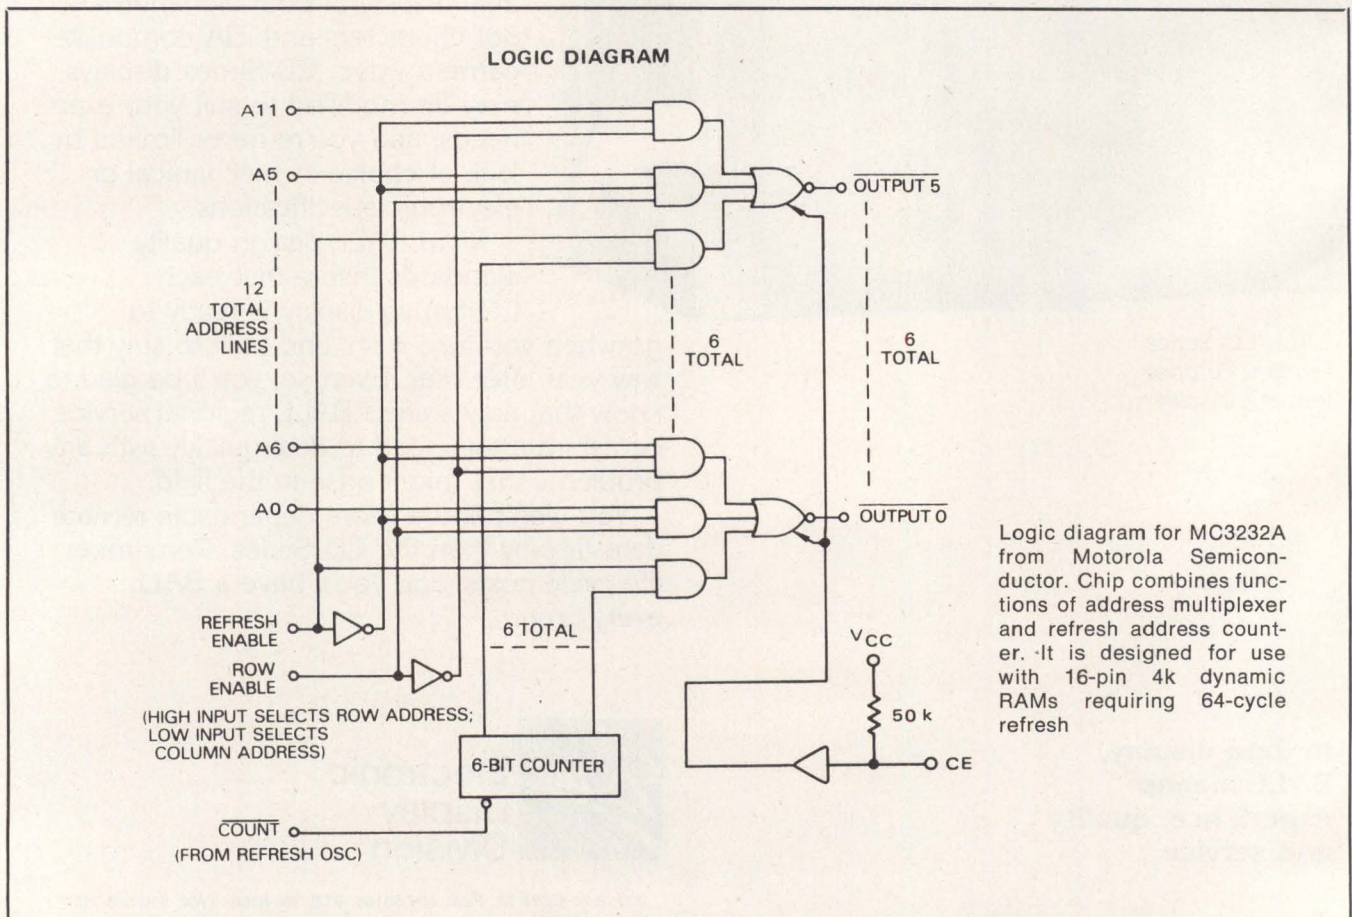 LOGIC DIAGRAM
A11
A5
12
TOTAL
ADDRESS
LINES
A6
A0
REFRESH
ENABLE
ROW
ENABLE
(HIGH INPUT SELECTS ROW ADDRESS;
LOW INPUT SELECTS
COLUMN ADDRESS)
6 TOTAL
6-BIT COUNTER
COUNT
(FROM REFRESH OSC)
6
TOTAL
OUTPUT 5
6
TOTAL
OUTPUT 0
VCC
50 k
CE
Logic diagram for MC3232A
from Motorola Semicon-
ductor. Chip combines func-
tions of address multiplexer
and refresh address count-
er. It is designed for use
with 16-pin 4k dynamic
RAMs requiring 64-cycle
refresh